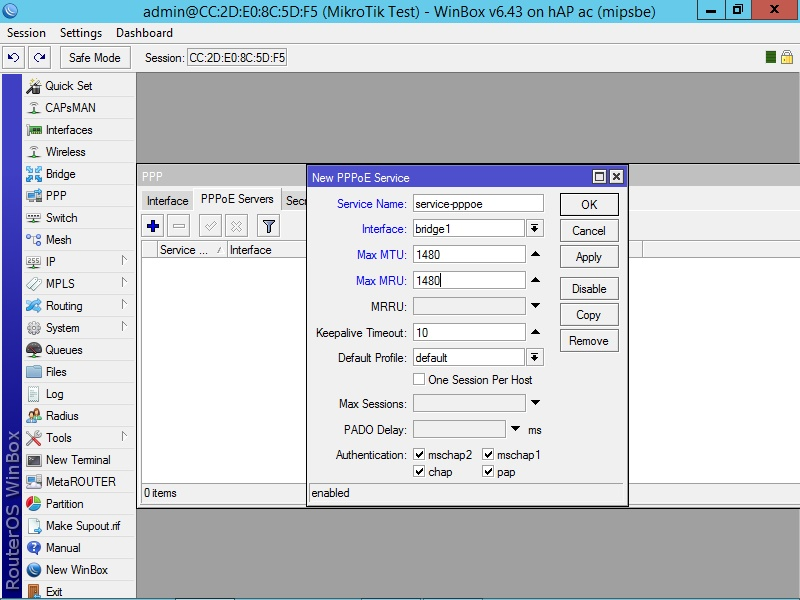 admin@CC:2D:E0:8C:5D:F5 (MikroTik Test) - WinBox v6.43 on hAP ac (mipsbe)
Session Settings Dashboard
Safe Mode Session: CC:2D:E0:8C:5D:F5
Quick Set
CAPsMAN
Interfaces
Wireless
Bridge
PPP
Switch
Mesh
IP
MPLS
Routing
System
Queues
Files
Log
Radius
Tools
New Terminal
MetaROUTER
Partition
Make Supout.rif
Manual
New WinBox
Exit
RouterOS WinBox
PPP
Interface PPPoE Servers Secr
Service ... Interface
0 items
New PPPoE Service
Service Name: service-pppoe
Interface: bridge1
Max MTU: 1480
Max MRU: 1480
MRRU:
Keepalive Timeout: 10
Default Profile: default
One Session Per Host
Max Sessions:
PADO Delay: ms
Authentication: mschap2 mschap1
chap pap
enabled
OK
Cancel
Apply
Disable
Copy
Remove